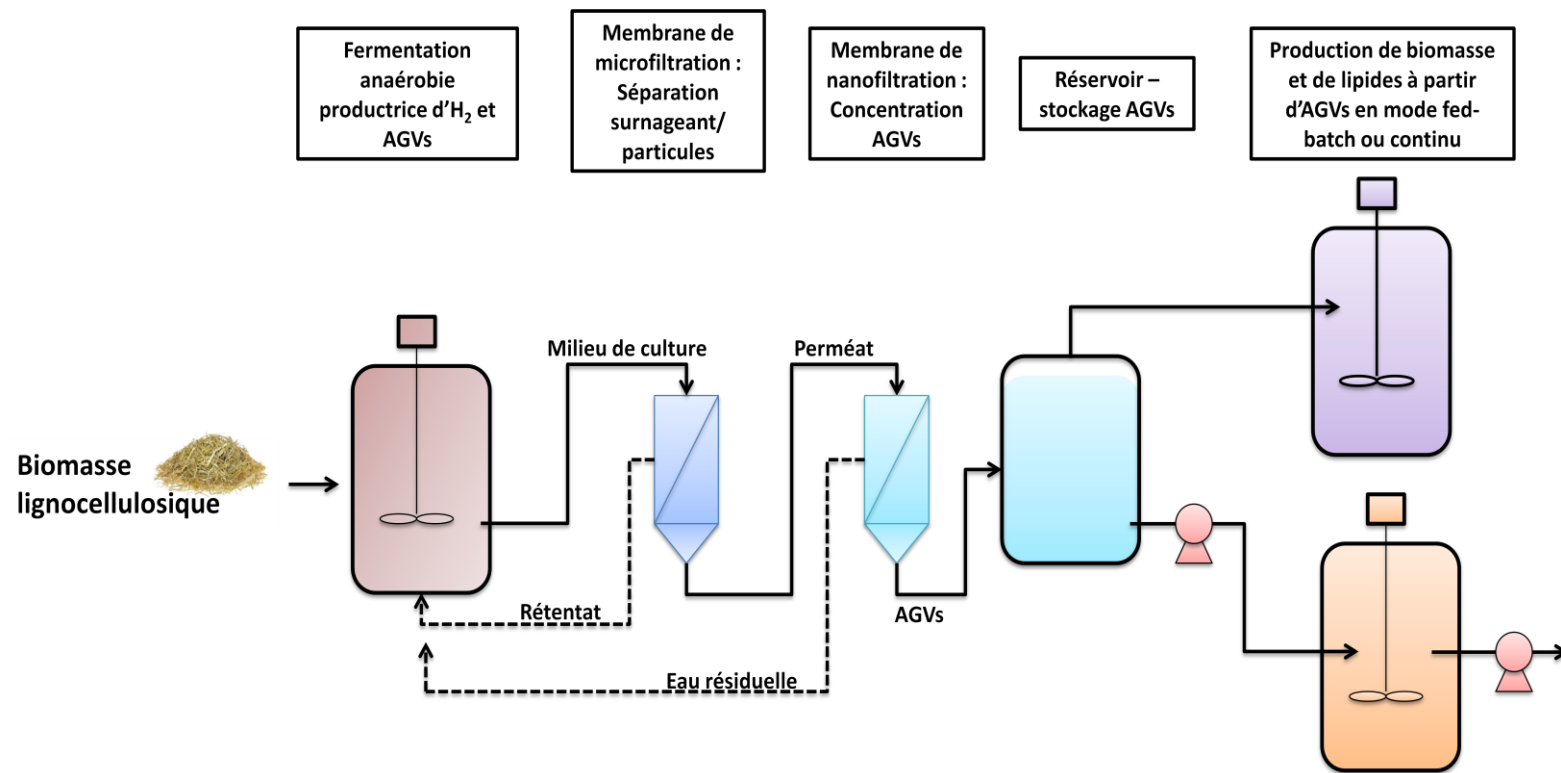 Fermentation
anaérobie
productrice d'H₂ et
AGVs
Membrane de
microfiltration :
Séparation
surnageant/
particules
Membrane de
nanofiltration :
Concentration
AGVs
Réservoir –
stockage AGVs
Production de biomasse
et de lipides à partir
d'AGVs en mode fed-
batch ou continu
Milieu de culture
Perméat
Biomasse
lignocellulosique
Rétentat
AGVs
Eau résiduelle